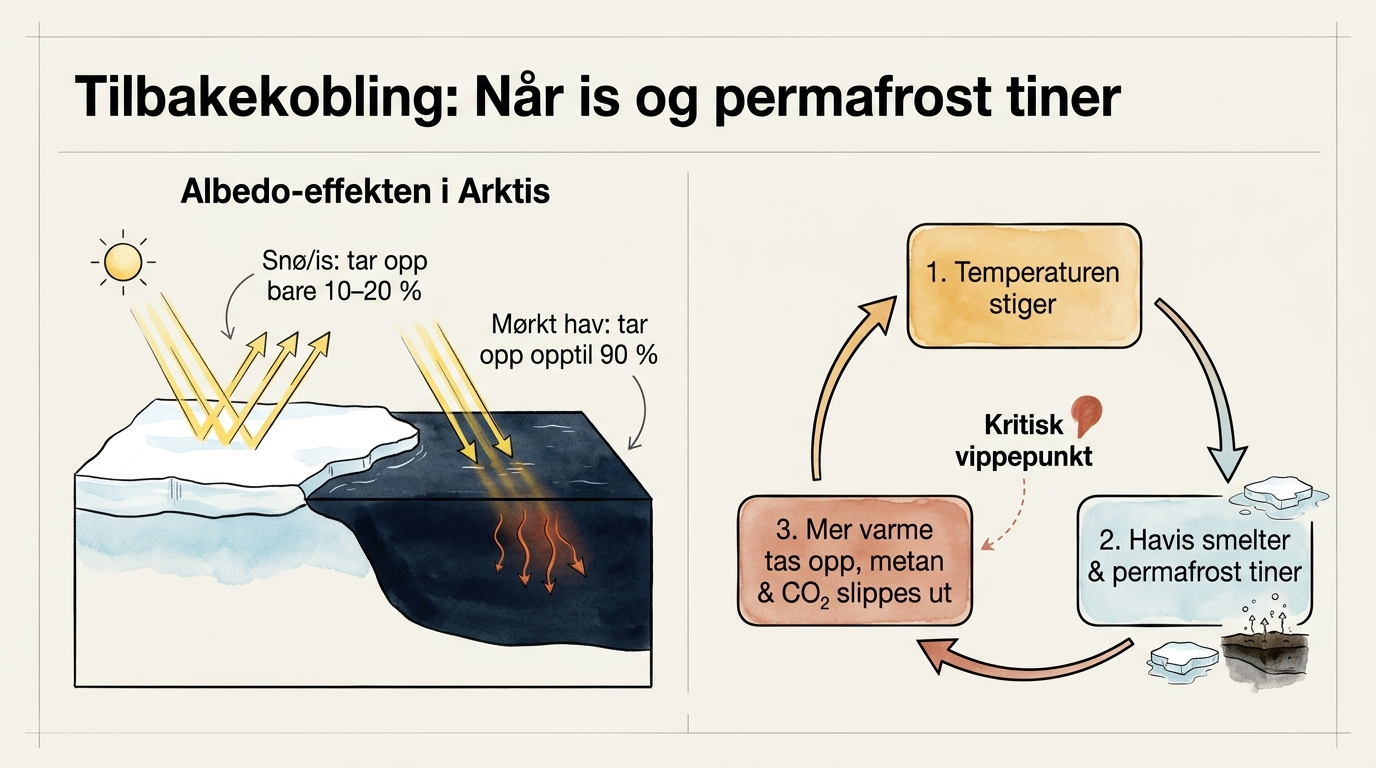 Tilbakekobling: Når is og permafrost tiner
Albedo-effekten i Arktis
Snø/is: tar opp
bare 10–20 %
Mørkt hav: tar
opp opptil 90 %
1. Temperaturen
stiger
Kritisk
vippepunkt
2. Havis smelter
& permafrost tiner
3. Mer varme
tas opp, metan
& CO₂ slippes ut